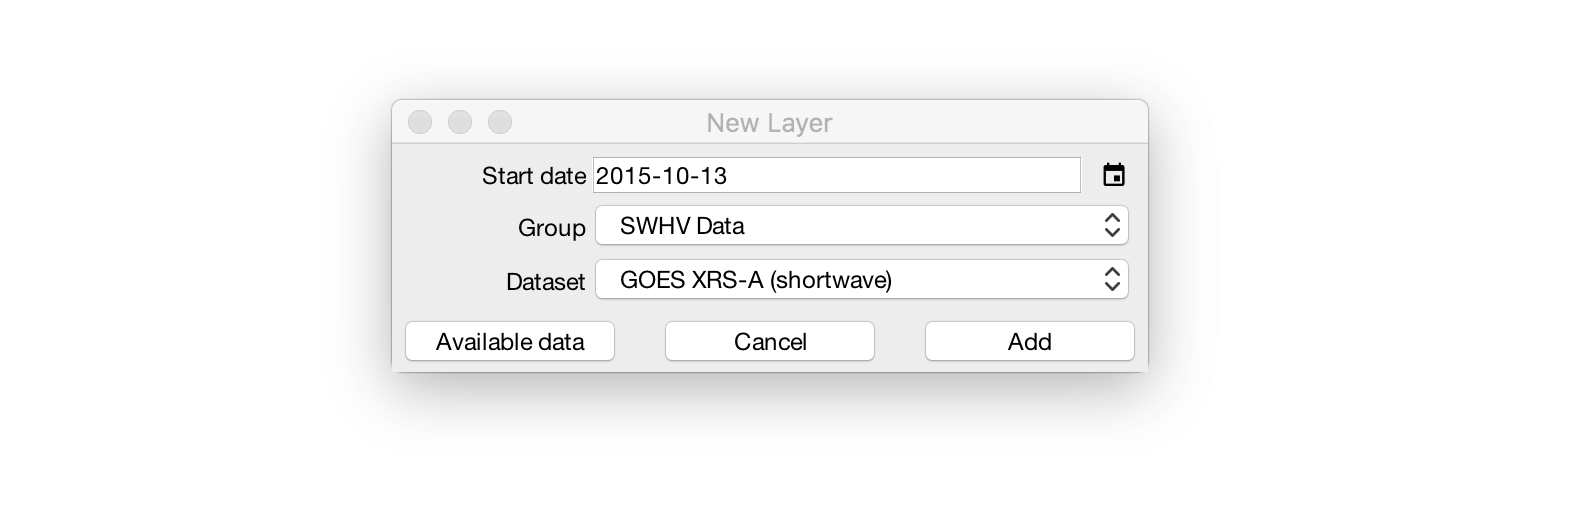 New Layer
Start date 2015-10-13
Group SWHV Data
Dataset GOES XRS-A (shortwave)
Available data Cancel Add